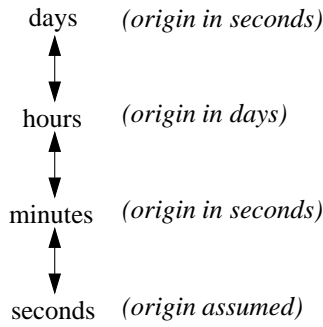 days (origin in seconds)
hours (origin in days)
minutes (origin in seconds)
seconds (origin assumed)